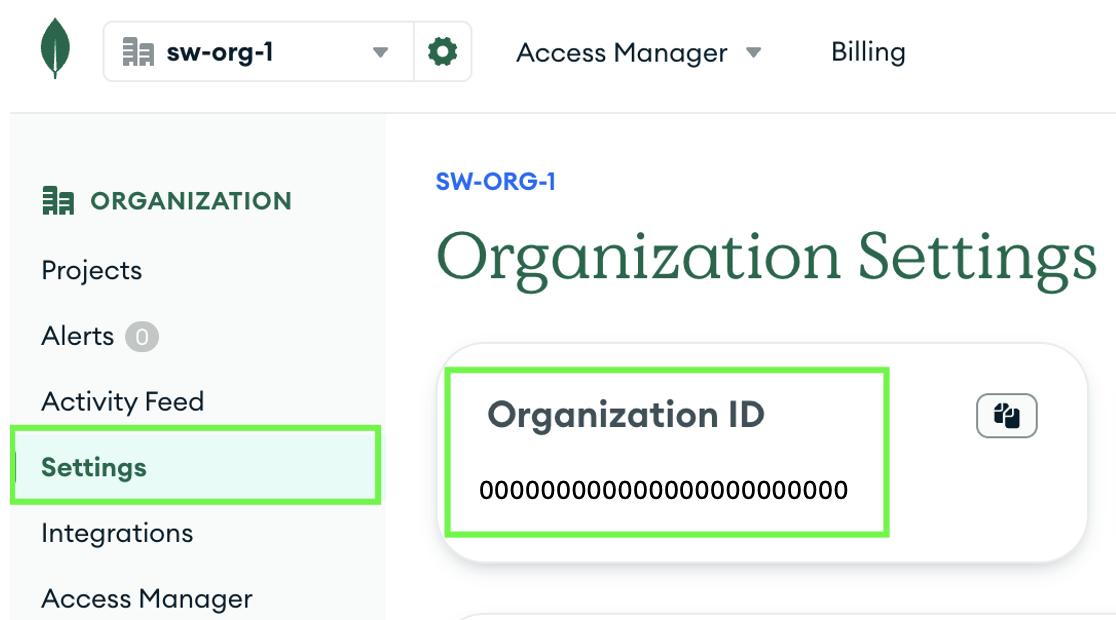 sw-org-1
Access Manager
Billing
ORGANIZATION
Projects
Alerts 0
Activity Feed
Settings
Integrations
Access Manager
SW-ORG-1
Organization Settings
Organization ID
000000000000000000000000